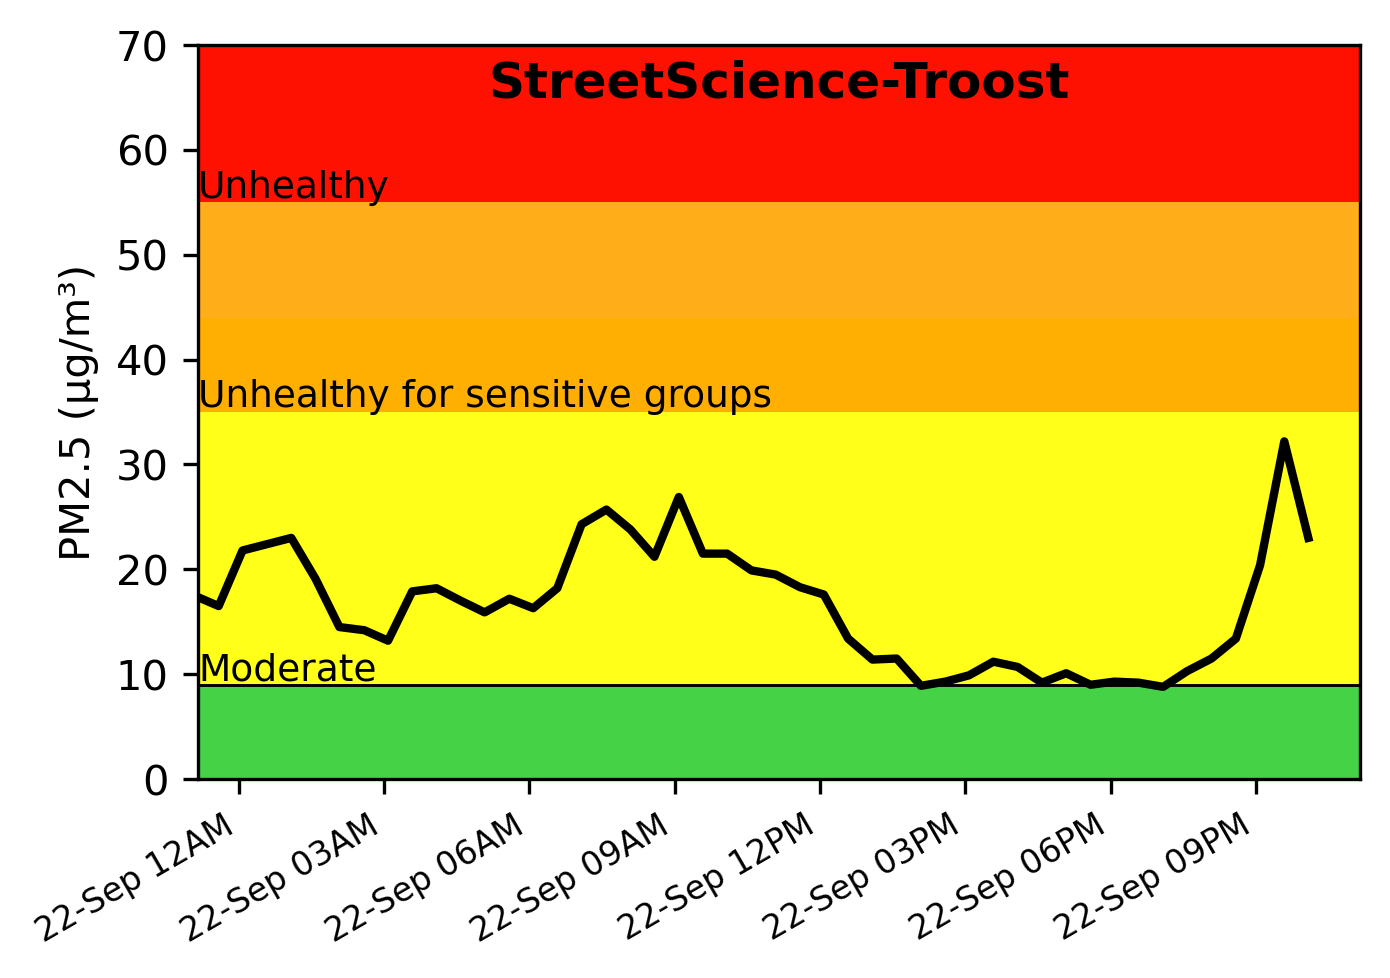 StreetScience-Troost
PM2.5 (µg/m³)
70
60
Unhealthy
50
40
Unhealthy for sensitive groups
30
20
10
Moderate
0
22-Sep 12AM
22-Sep 03AM
22-Sep 06AM
22-Sep 09AM
22-Sep 12PM
22-Sep 03PM
22-Sep 06PM
22-Sep 09PM